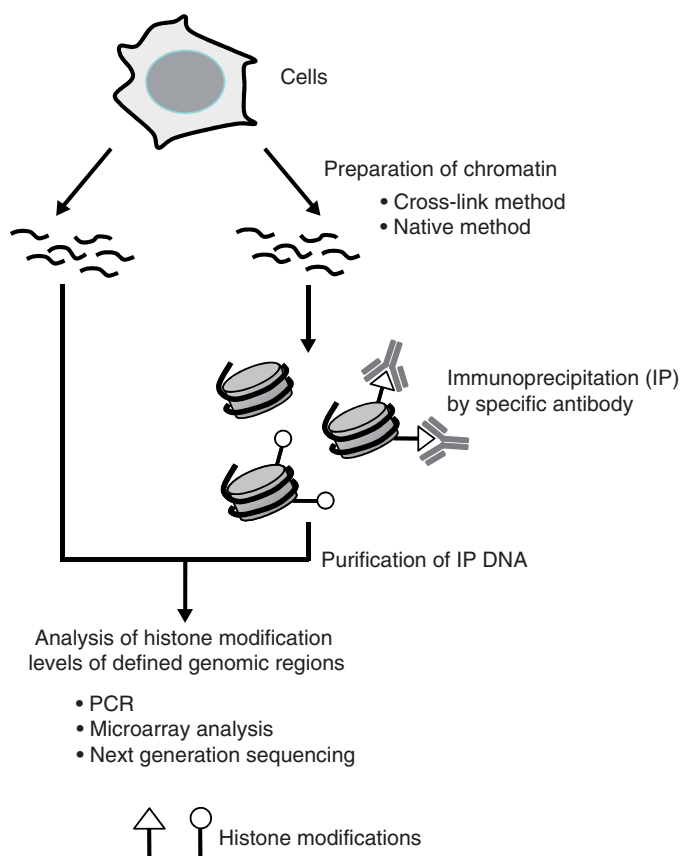 Cells
Preparation of chromatin
• Cross-link method
• Native method
Immunoprecipitation (IP)
by specific antibody
Purification of IP DNA
Analysis of histone modification
levels of defined genomic regions
• PCR
• Microarray analysis
• Next generation sequencing
Histone modifications